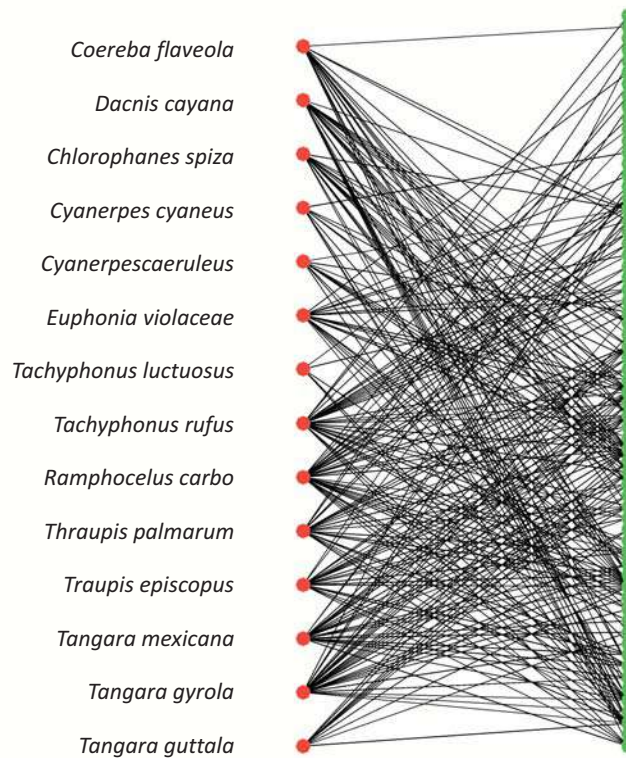 Coereba flaveola
Dacnis cayana
Chlorophanes spiza
Cyanerpes cyaneus
Cyanerpescaeruleus
Euphonia violaceae
Tachyphonus luctuosus
Tachyphonus rufus
Ramphocelus carbo
Thraupis palmarum
Traupis episcopus
Tangara mexicana
Tangara gyrola
Tangara guttala